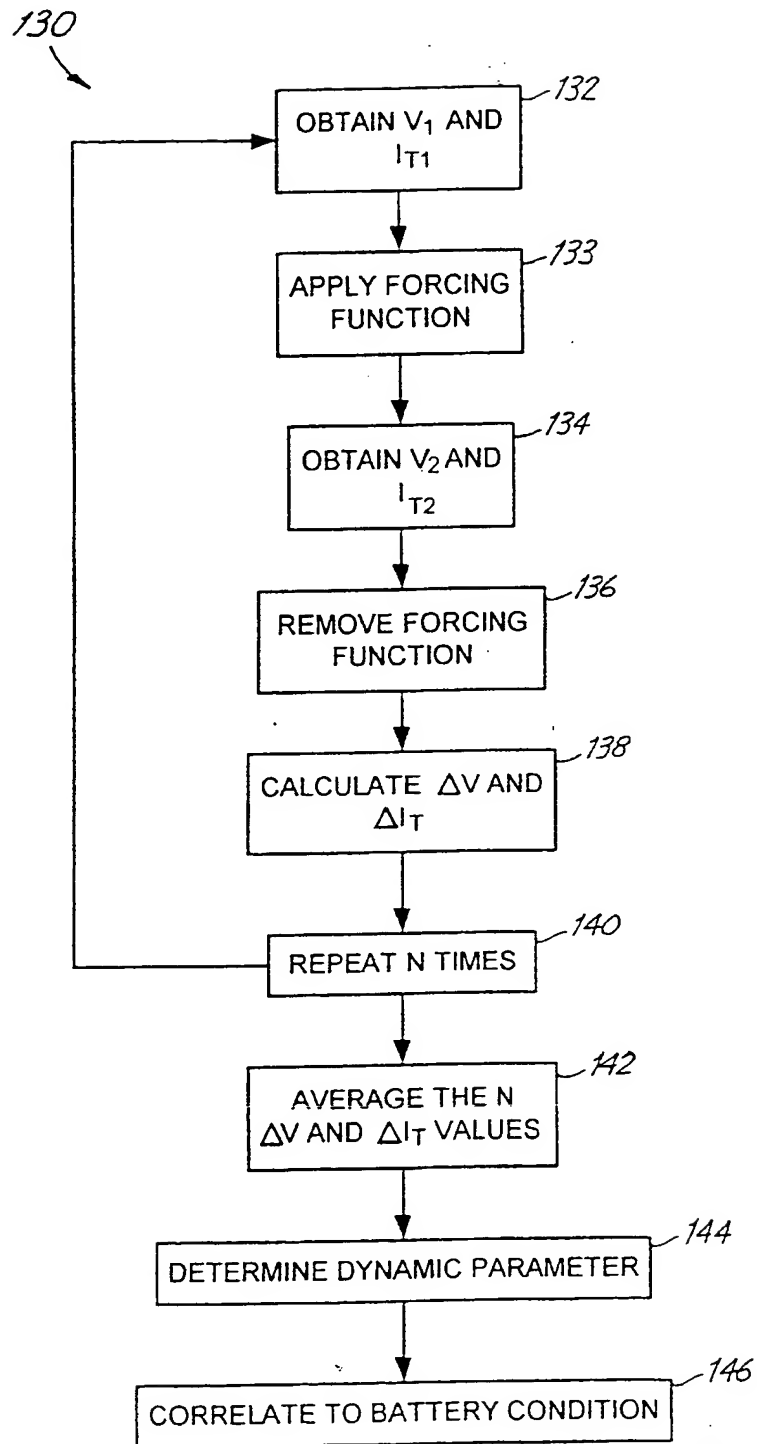 130
132
OBTAIN V1 AND
IT1
133
APPLY FORCING
FUNCTION
134
OBTAIN V2 AND
IT2
136
REMOVE FORCING
FUNCTION
138
CALCULATE ΔV AND
ΔIT
140
REPEAT N TIMES
142
AVERAGE THE N
ΔV AND ΔIT VALUES
144
DETERMINE DYNAMIC PARAMETER
146
CORRELATE TO BATTERY CONDITION